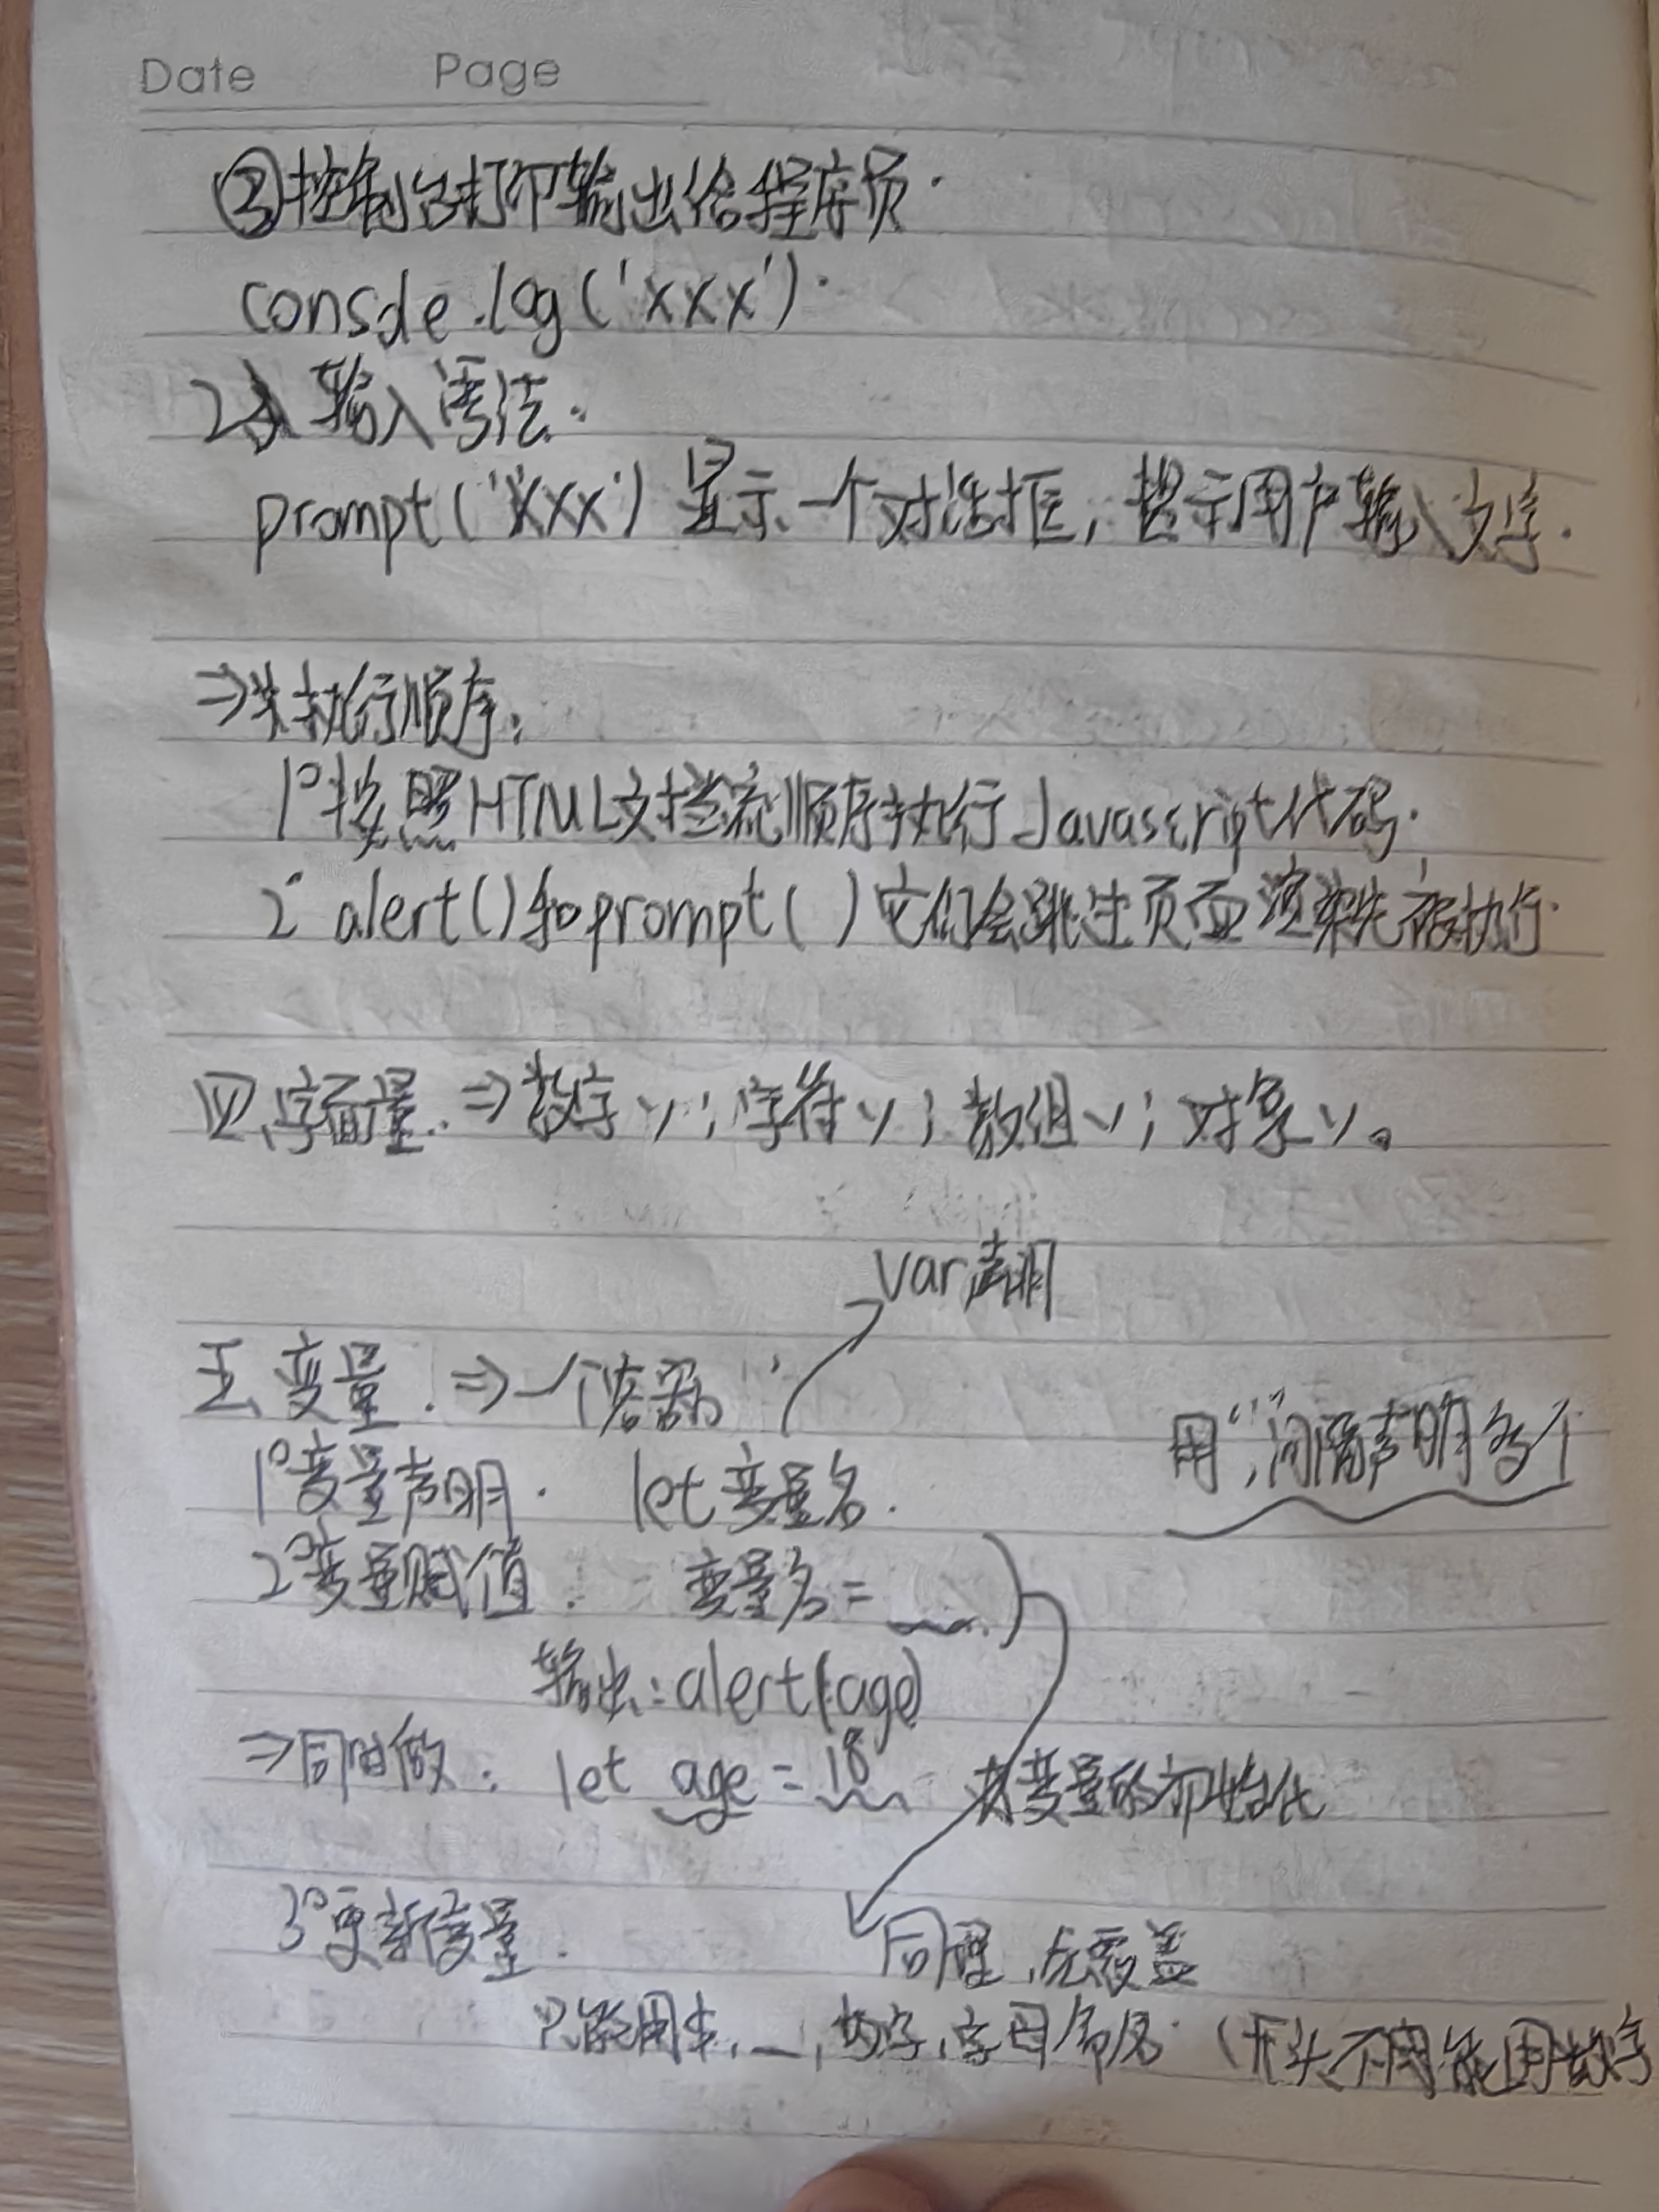 Date Page
③控制台打印输出给程序员.
console.log('xxx').
2、输入语法.
prompt('xxx') 显示一个对话框，提示用户输入文字.
⇒ 执行顺序:
1°按照HTML文档流顺序执行Javascript代码.
2° alert()和prompt()它们会跳过页面渲染先被执行.
四、字面量.⇒数字〃;字符〃;数组〃;对象〃。
var声明
五、变量.⇒一个容器
用","间隔声明多个
1°变量声明. let 变量名.
2°变量赋值. 变量名=
输出:alert(age)
⇒同时做: let age = 18 变量的初始化
3°更新变量.
同理,先覆盖
只能用 _,数字,字母命名.(开头不能用数字